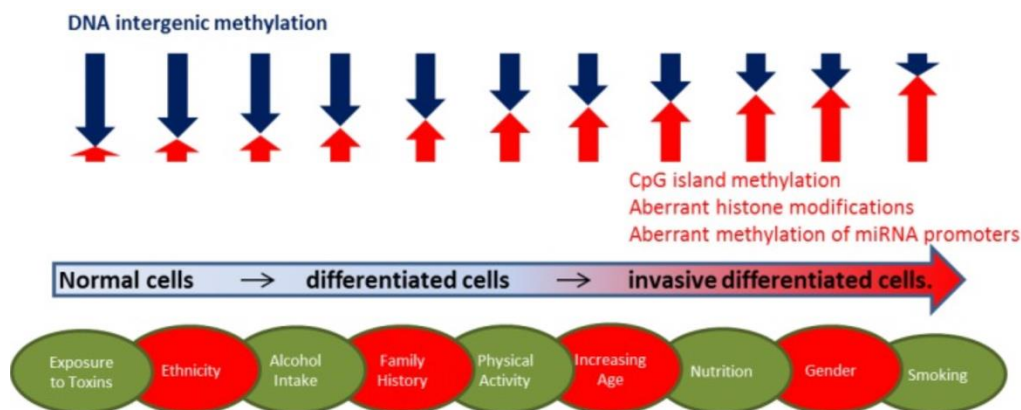 DNA intergenic methylation
CpG island methylation
Aberrant histone modifications
Aberrant methylation of miRNA promoters
Normal cells → differentiated cells → invasive differentiated cells.
Exposure
to Toxins
Ethnicity
Alcohol
Intake
Family
History
Physical
Activity
Increasing
Age
Nutrition
Gender
Smoking